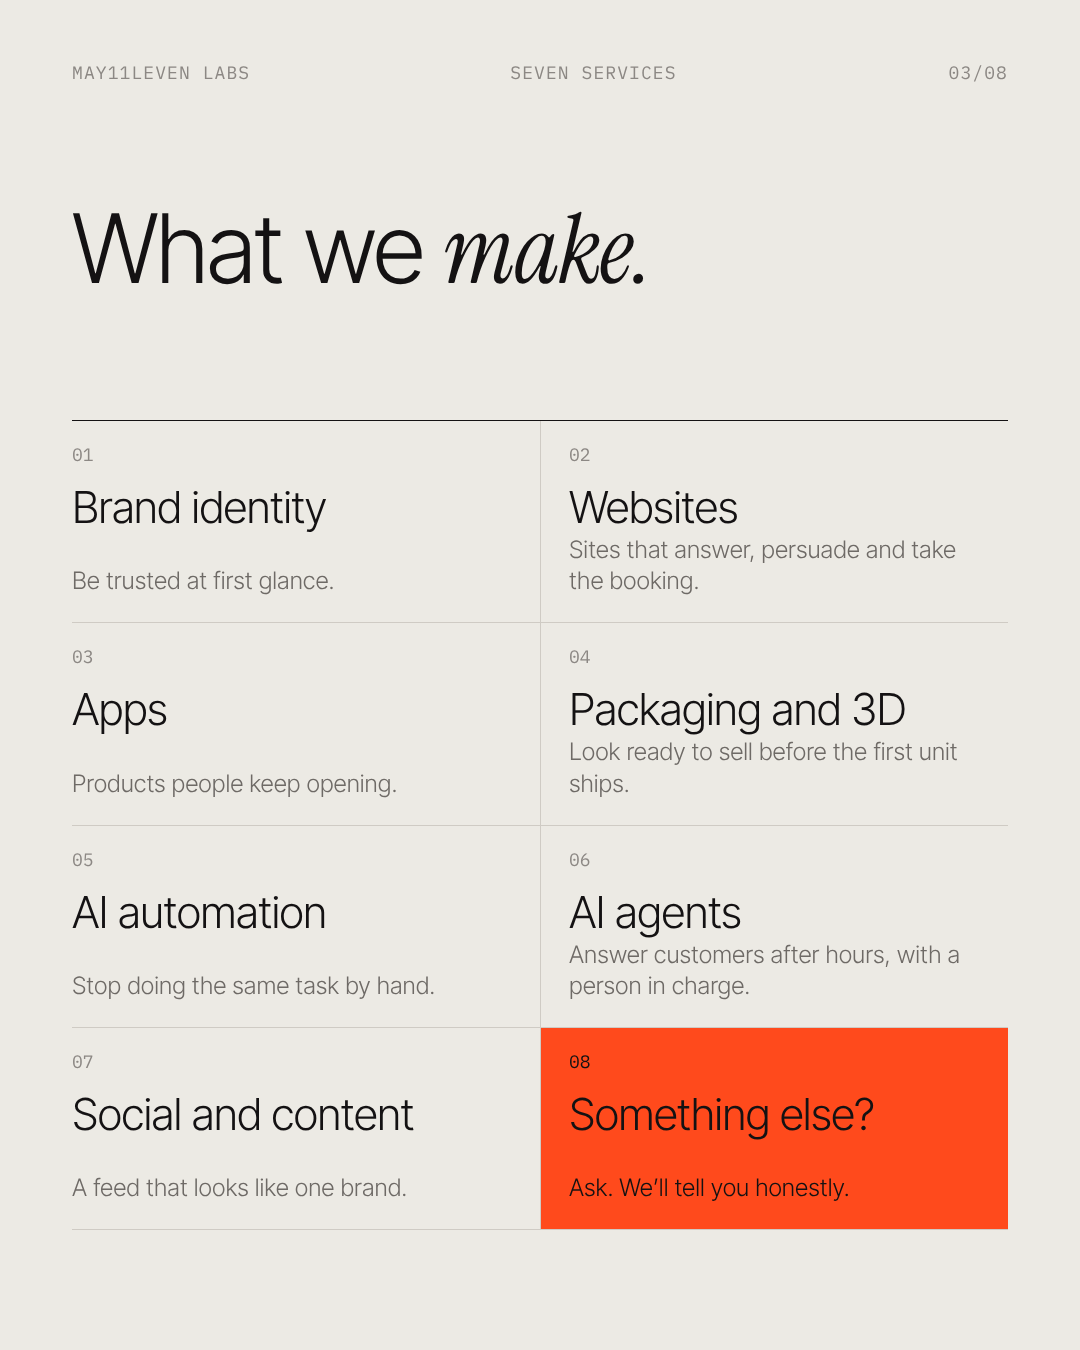 MAY11LEVEN LABS
SEVEN SERVICES
03/08
What we make.
01
Brand identity
Be trusted at first glance.
02
Websites
Sites that answer, persuade and take
the booking.
03
Apps
Products people keep opening.
04
Packaging and 3D
Look ready to sell before the first unit
ships.
05
AI automation
Stop doing the same task by hand.
06
AI agents
Answer customers after hours, with a
person in charge.
07
Social and content
A feed that looks like one brand.
08
Something else?
Ask. We’ll tell you honestly.